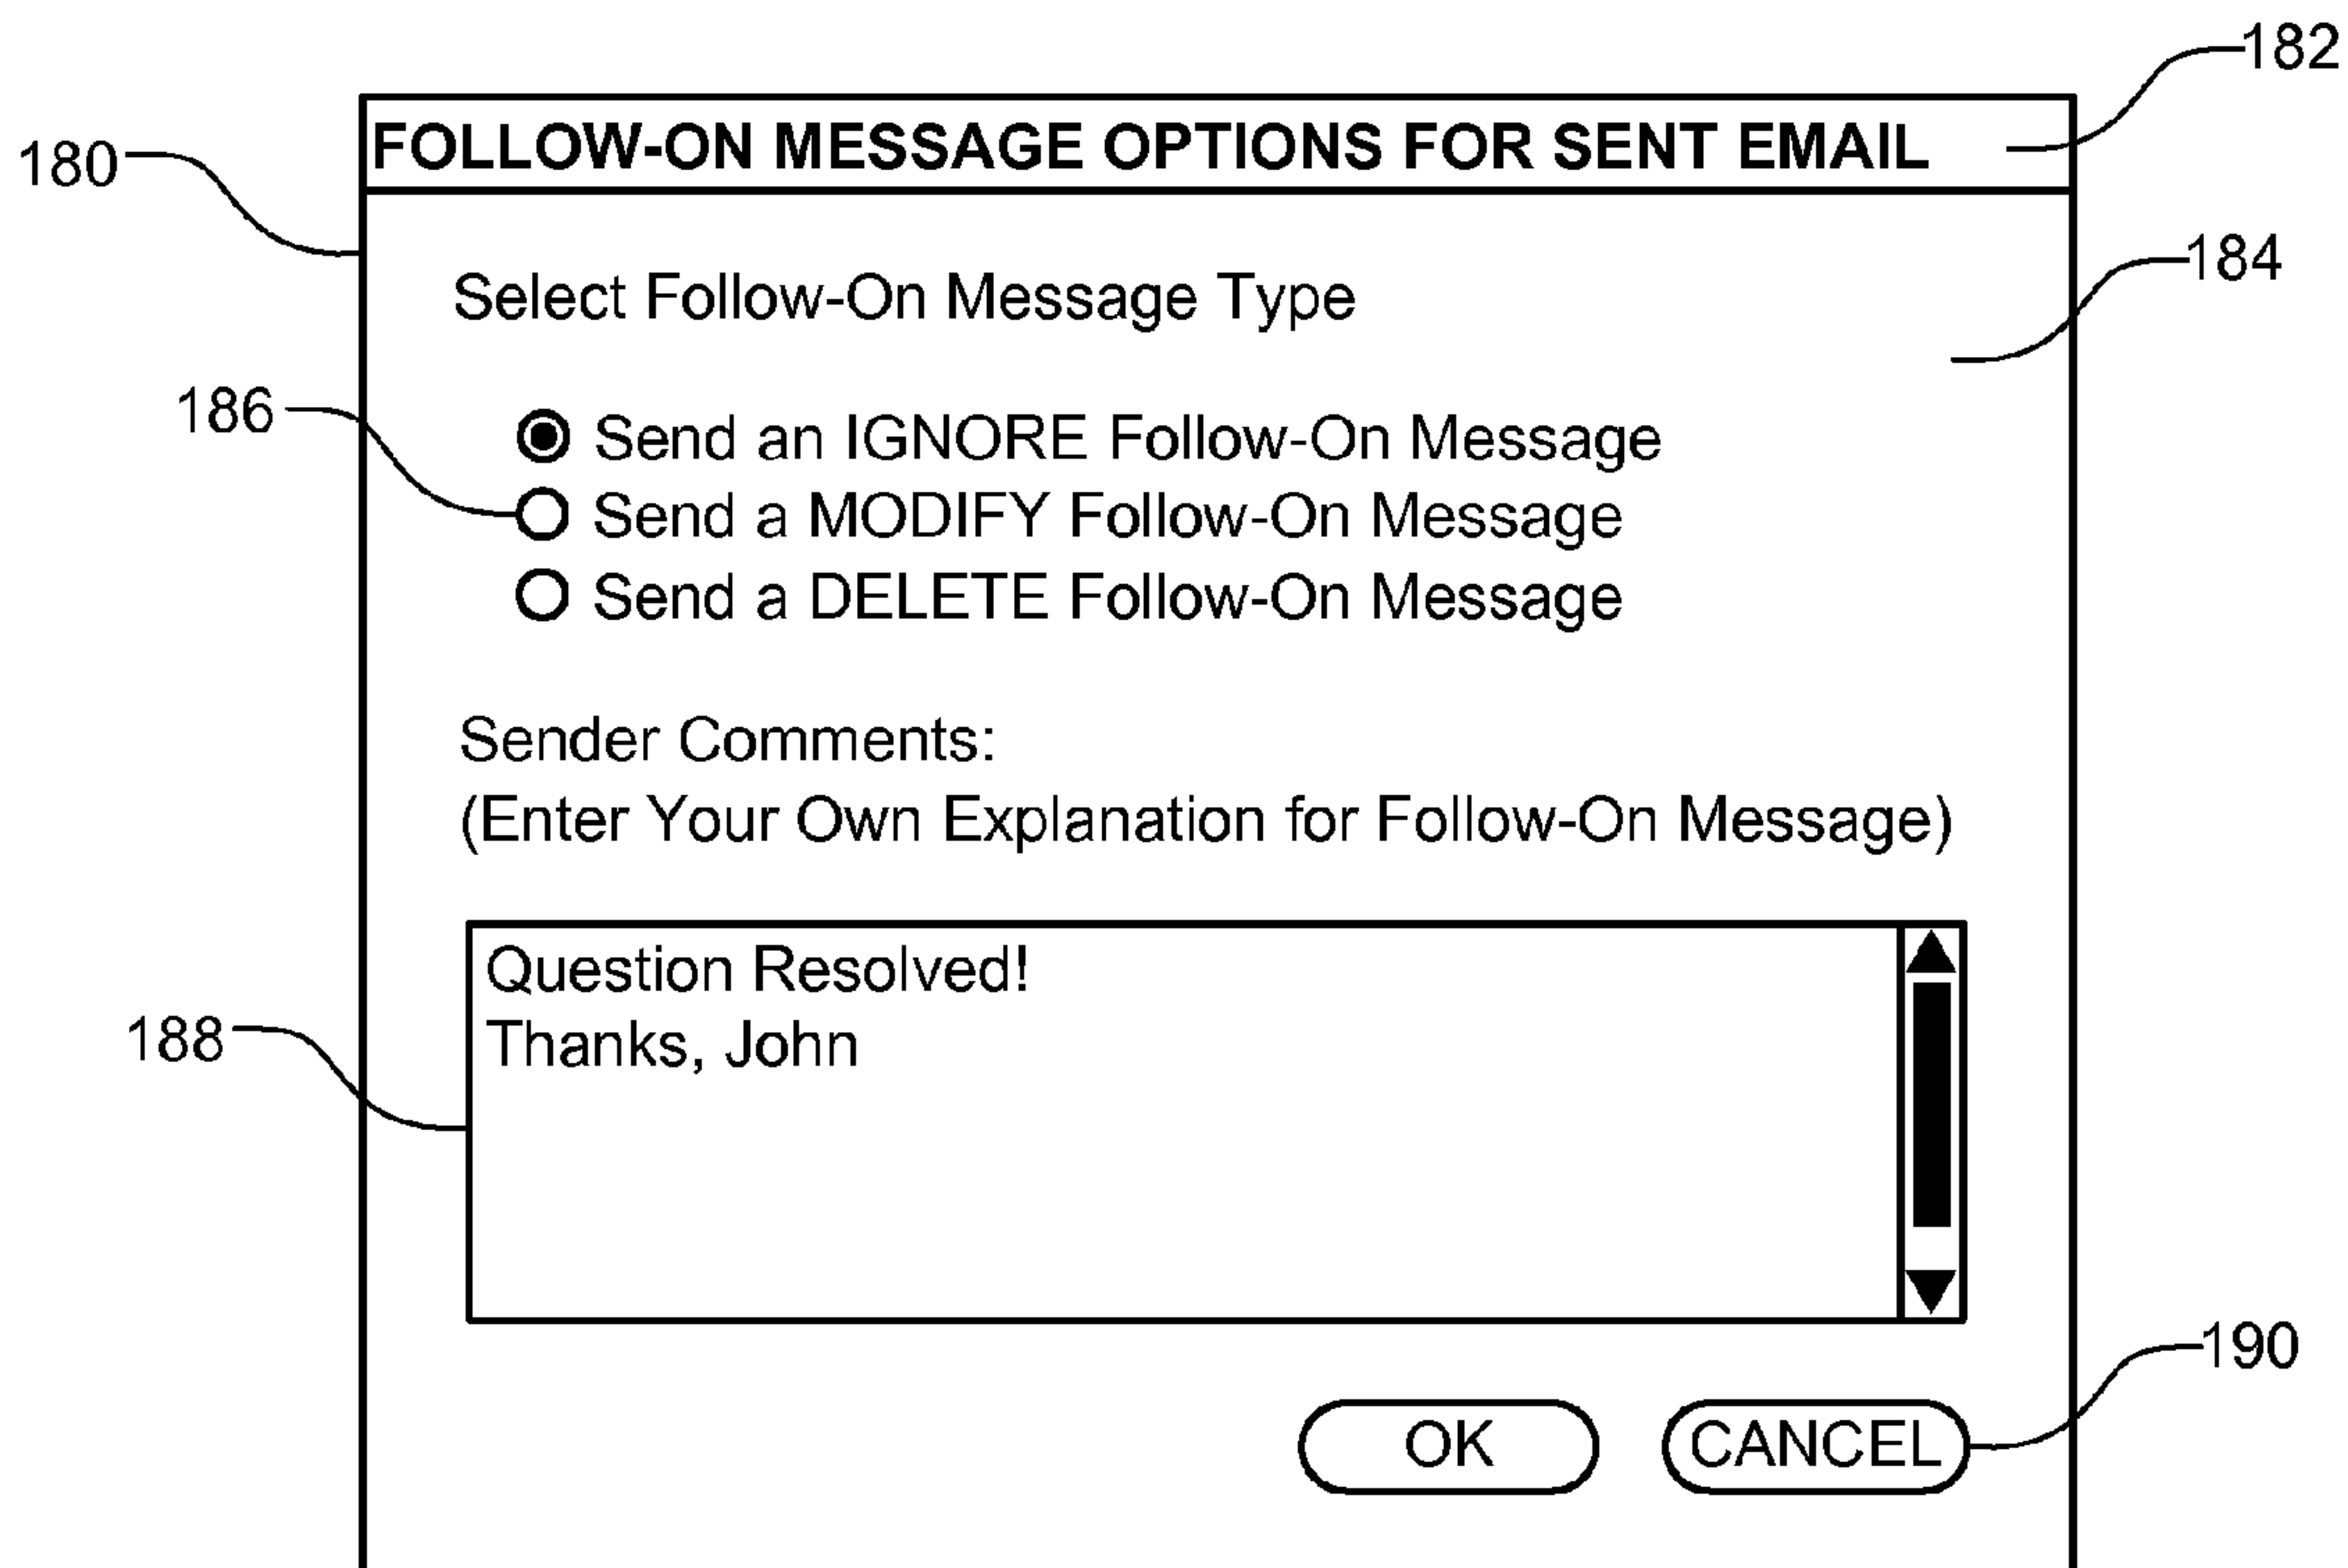 182
FOLLOW-ON MESSAGE OPTIONS FOR SENT EMAIL
180
184
Select Follow-On Message Type
186
Send an IGNORE Follow-On Message
Send a MODIFY Follow-On Message
Send a DELETE Follow-On Message
Sender Comments:
(Enter Your Own Explanation for Follow-On Message)
Question Resolved!
188
Thanks, John
190
OK
CANCEL